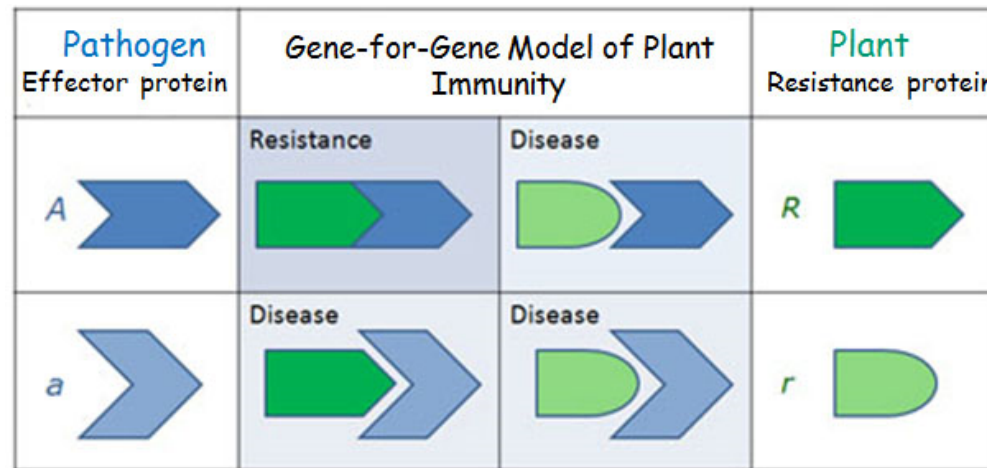 Pathogen
Effector protein
Gene-for-Gene Model of Plant
Immunity
Plant
Resistance protein
A
Resistance
Disease
R
a
Disease
Disease
r